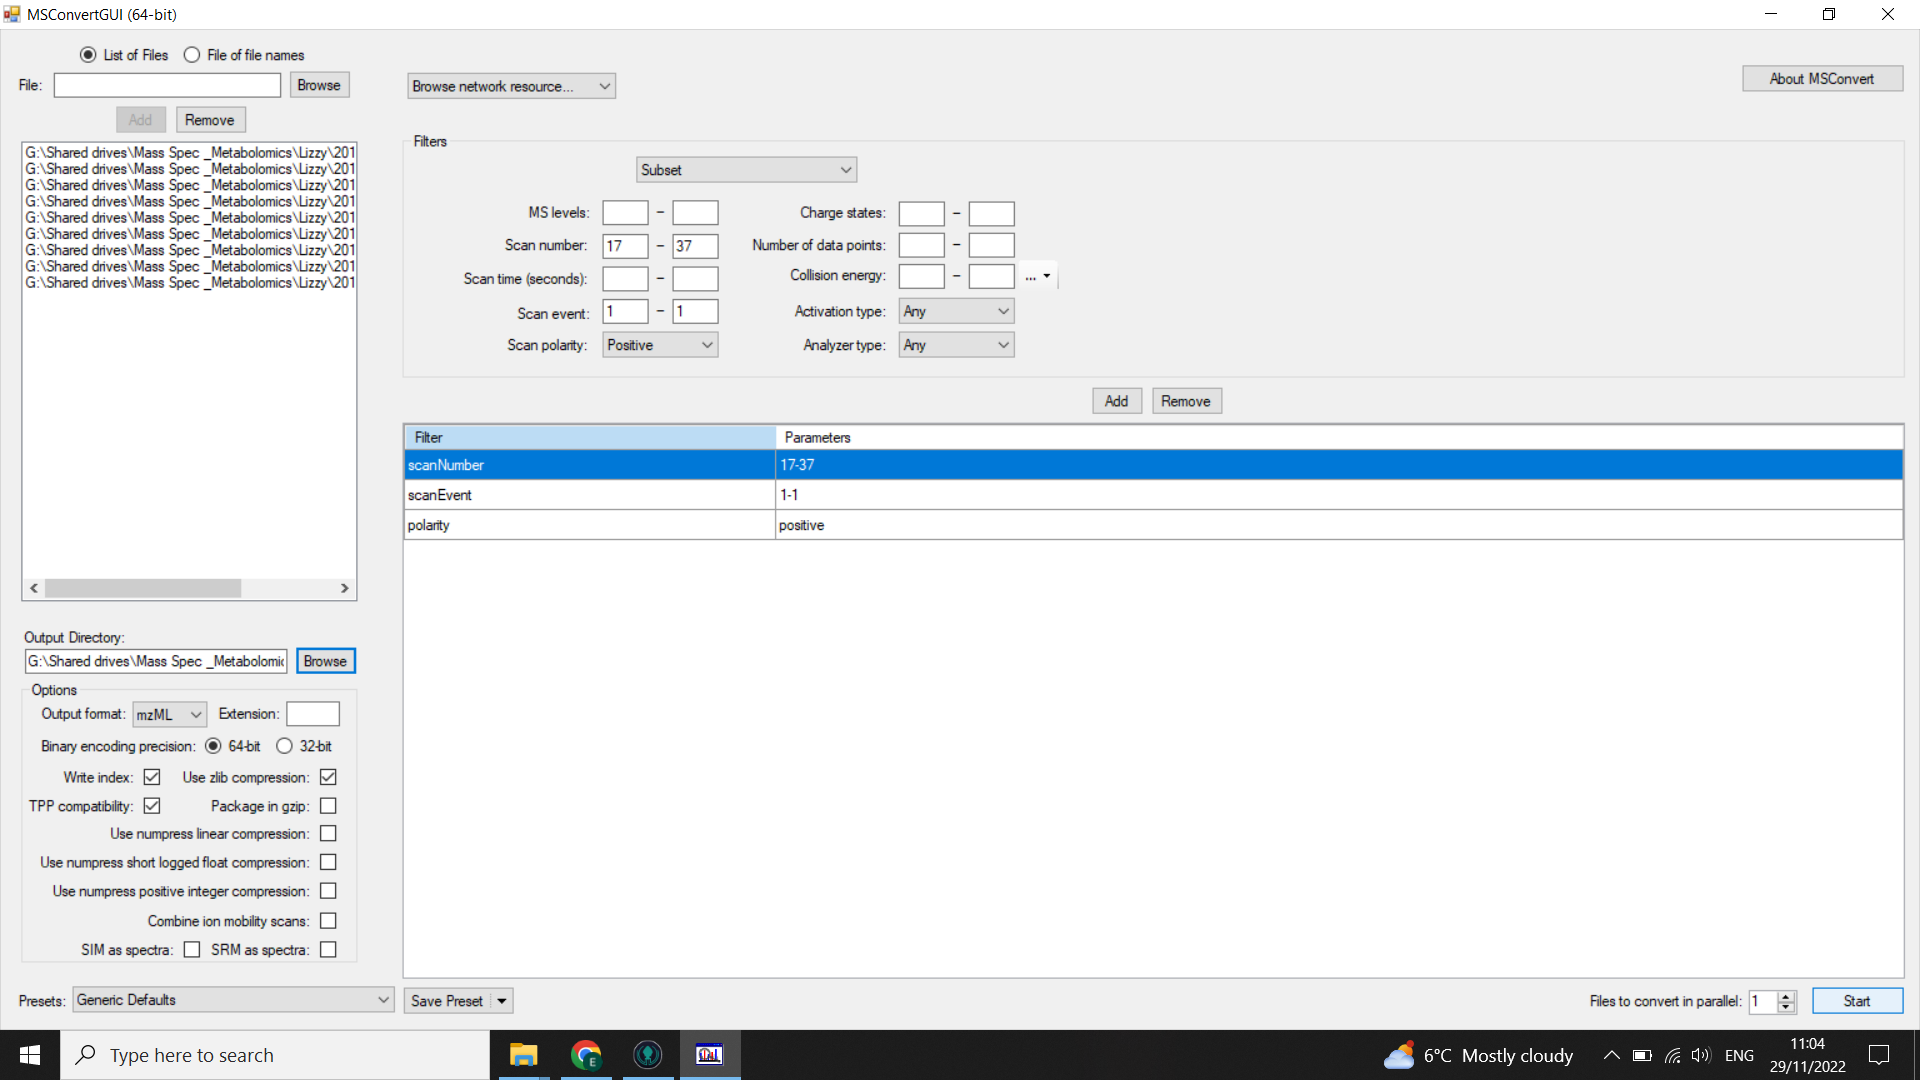 MSConvertGUI (64-bit)
List of Files
File of file names
File:
Browse
Add
Remove
G:\Shared drives\Mass Spec _Metabolomics\Lizzy\201
G:\Shared drives\Mass Spec _Metabolomics\Lizzy\201
G:\Shared drives\Mass Spec _Metabolomics\Lizzy\201
G:\Shared drives\Mass Spec _Metabolomics\Lizzy\201
G:\Shared drives\Mass Spec _Metabolomics\Lizzy\201
G:\Shared drives\Mass Spec _Metabolomics\Lizzy\201
G:\Shared drives\Mass Spec _Metabolomics\Lizzy\201
G:\Shared drives\Mass Spec _Metabolomics\Lizzy\201
G:\Shared drives\Mass Spec _Metabolomics\Lizzy\201
Output Directory:
G:\Shared drives\Mass Spec _Metabolomic
Browse
Options
Output format: mzML Extension:
Binary encoding precision: 64-bit 32-bit
Write index: Use zlib compression:
TPP compatibility: Package in gzip:
Use numpress linear compression:
Use numpress short logged float compression:
Use numpress positive integer compression:
Combine ion mobility scans:
SIM as spectra: SRM as spectra:
Presets: Generic Defaults
Save Preset
Browse network resource...
About MSConvert
Filters
Subset
MS levels: – Charge states: –
Scan number: 17 – 37 Number of data points: –
Scan time (seconds): – Collision energy: – ...
Scan event: 1 – 1 Activation type: Any
Scan polarity: Positive Analyzer type: Any
Add
Remove
Filter Parameters
scanNumber 17-37
scanEvent 1-1
polarity positive
Files to convert in parallel: 1
Start
Type here to search
6°C Mostly cloudy
ENG
11:04
29/11/2022